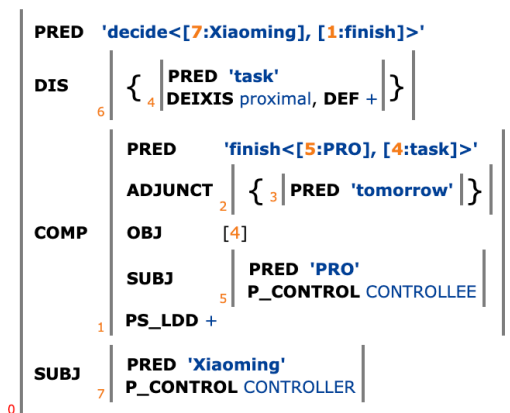 PRED 'decide<[7:Xiaoming], [1:finish]>'
DIS 6 { 4 PRED 'task'
DEIXIS proximal, DEF + }
PRED 'finish<[5:PRO], [4:task]>'
ADJUNCT 2 { 3 PRED 'tomorrow' }
COMP OBJ [4]
SUBJ PRED 'PRO'
5 P_CONTROL CONTROLLEE
1 PS_LDD +
SUBJ PRED 'Xiaoming'
7 P_CONTROL CONTROLLER
0